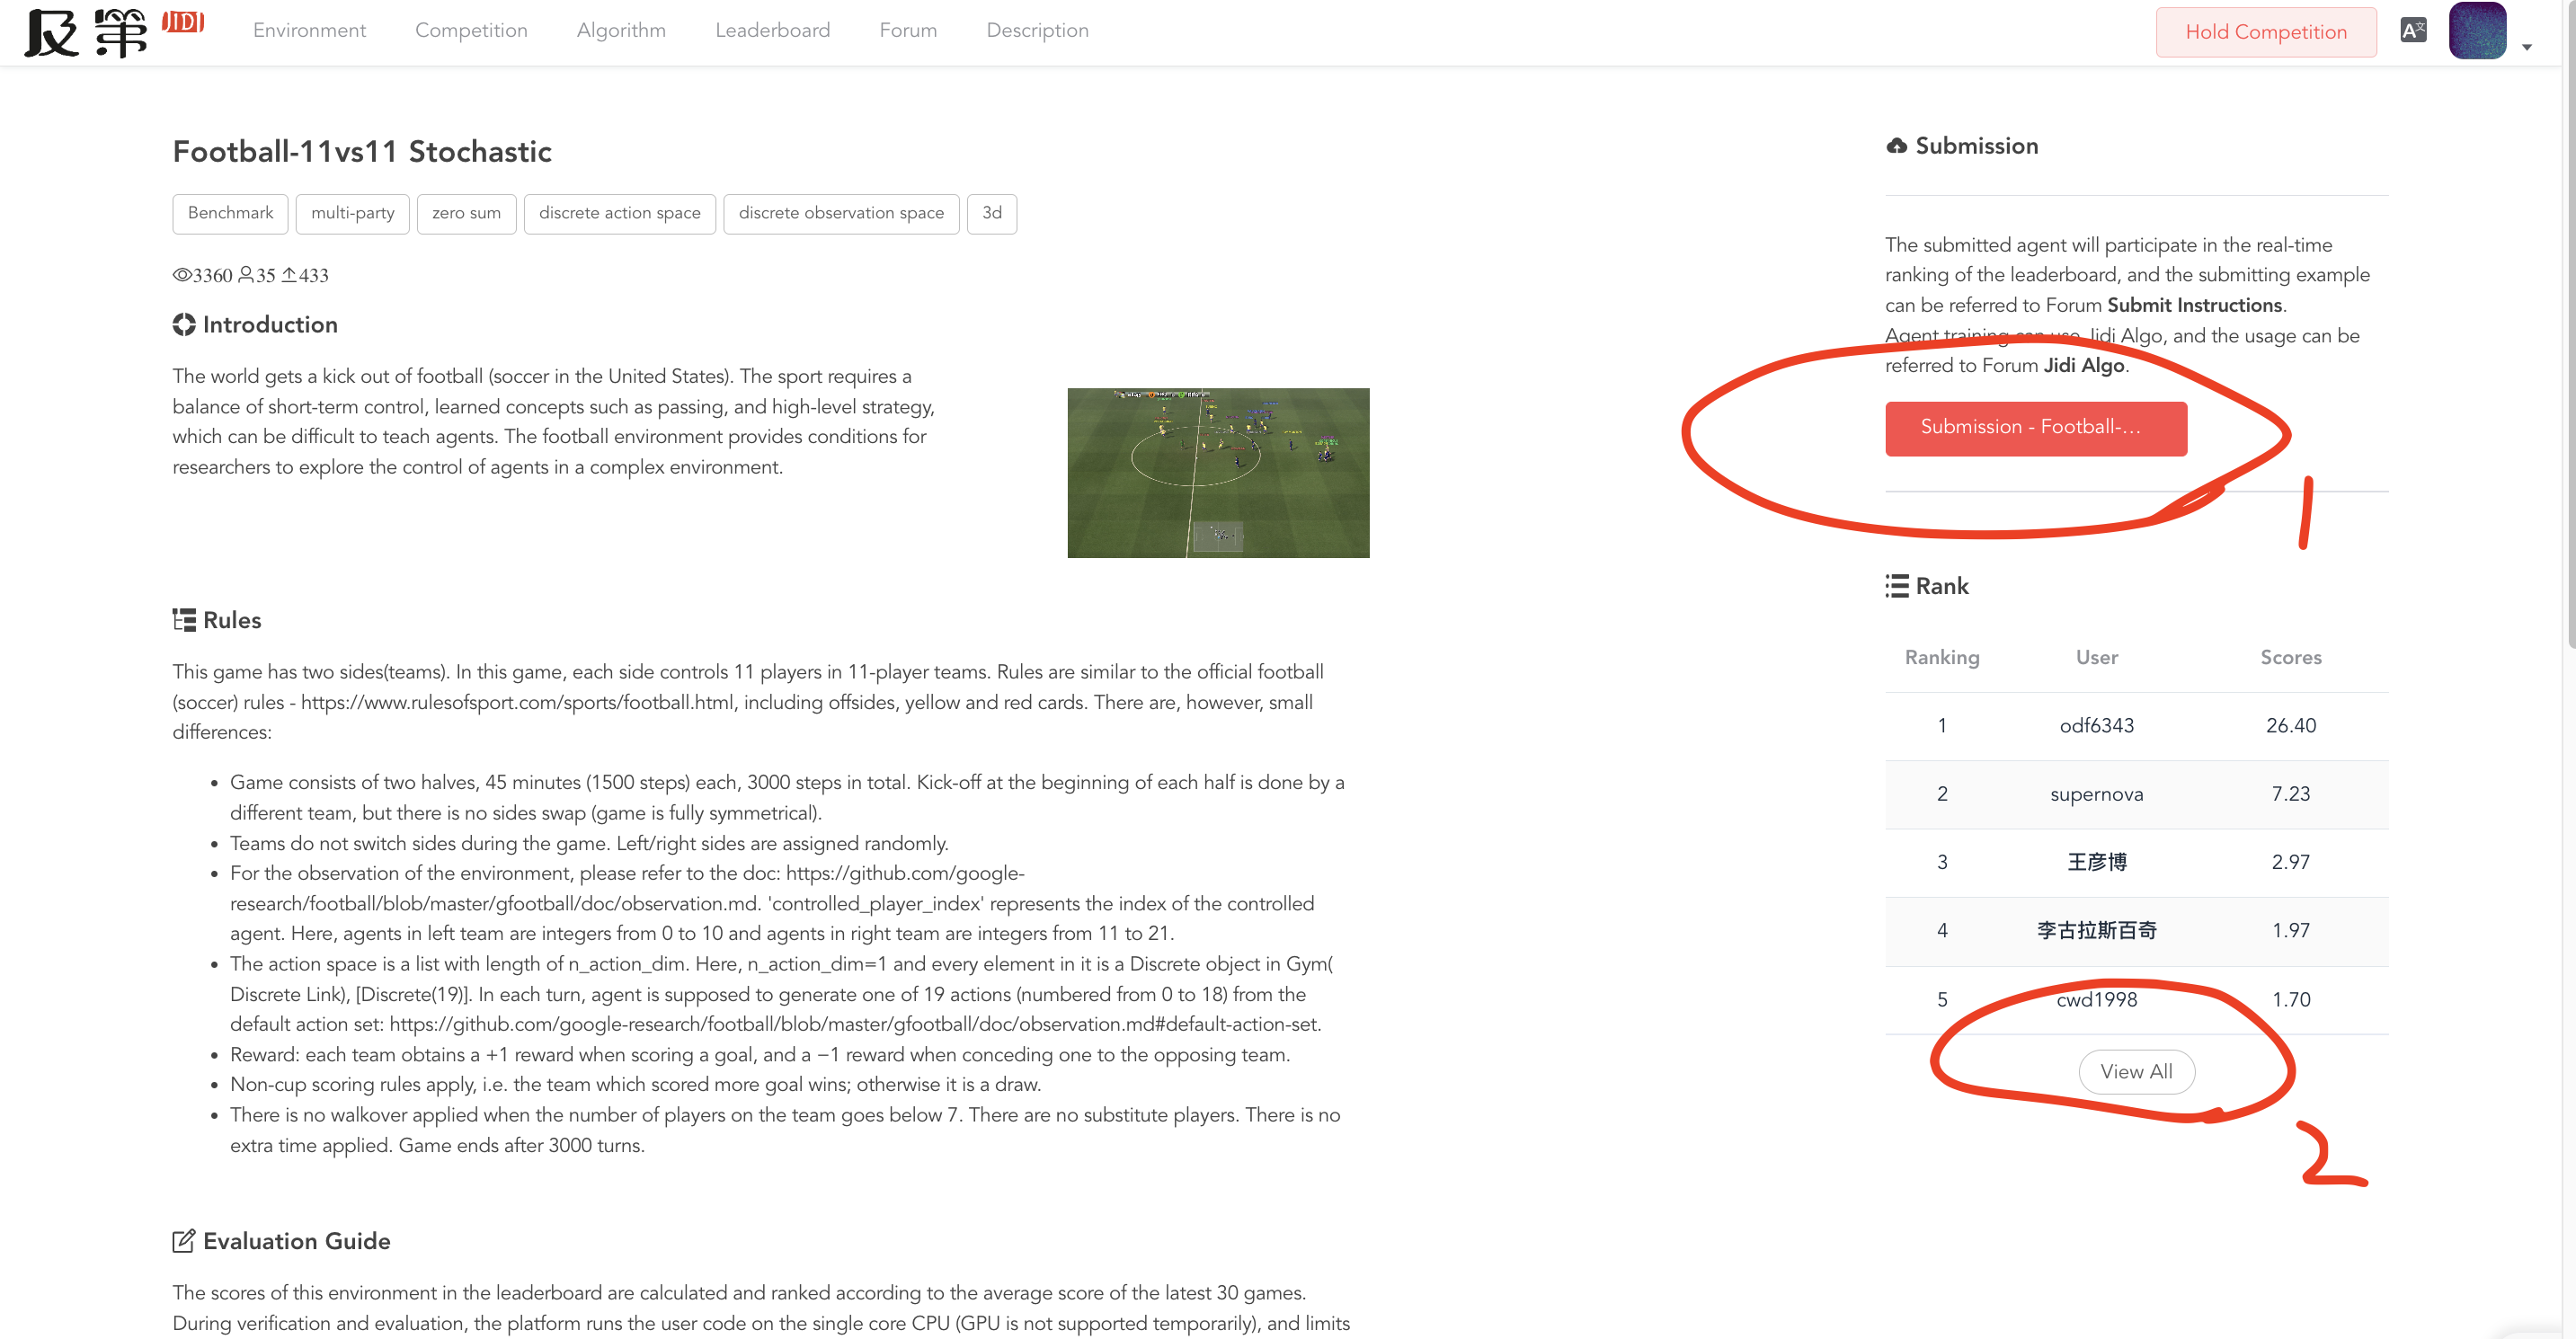 及第 JIDI
Environment Competition Algorithm Leaderboard Forum Description
Hold Competition
A文
Football-11vs11 Stochastic
Benchmark multi-party zero sum discrete action space discrete observation space 3d
3360 35 433
Introduction
The world gets a kick out of football (soccer in the United States). The sport requires a
balance of short-term control, learned concepts such as passing, and high-level strategy,
which can be difficult to teach agents. The football environment provides conditions for
researchers to explore the control of agents in a complex environment.
Rules
This game has two sides(teams). In this game, each side controls 11 players in 11-player teams. Rules are similar to the official football
(soccer) rules - https://www.rulesofsport.com/sports/football.html, including offsides, yellow and red cards. There are, however, small
differences:
• Game consists of two halves, 45 minutes (1500 steps) each, 3000 steps in total. Kick-off at the beginning of each half is done by a
different team, but there is no sides swap (game is fully symmetrical).
• Teams do not switch sides during the game. Left/right sides are assigned randomly.
• For the observation of the environment, please refer to the doc: https://github.com/google-
research/football/blob/master/gfootball/doc/observation.md. 'controlled_player_index' represents the index of the controlled
agent. Here, agents in left team are integers from 0 to 10 and agents in right team are integers from 11 to 21.
• The action space is a list with length of n_action_dim. Here, n_action_dim=1 and every element in it is a Discrete object in Gym(
Discrete Link), [Discrete(19)]. In each turn, agent is supposed to generate one of 19 actions (numbered from 0 to 18) from the
default action set: https://github.com/google-research/football/blob/master/gfootball/doc/observation.md#default-action-set.
• Reward: each team obtains a +1 reward when scoring a goal, and a −1 reward when conceding one to the opposing team.
• Non-cup scoring rules apply, i.e. the team which scored more goal wins; otherwise it is a draw.
• There is no walkover applied when the number of players on the team goes below 7. There are no substitute players. There is no
extra time applied. Game ends after 3000 turns.
Evaluation Guide
The scores of this environment in the leaderboard are calculated and ranked according to the average score of the latest 30 games.
During verification and evaluation, the platform runs the user code on the single core CPU (GPU is not supported temporarily), and limits
Submission
The submitted agent will participate in the real-time
ranking of the leaderboard, and the submitting example
can be referred to Forum Submit Instructions.
Agent training can use Jidi Algo, and the usage can be
referred to Forum Jidi Algo.
Submission - Football-...
1
Rank
Ranking User Scores
1 odf6343 26.40
2 supernova 7.23
3 王彦博 2.97
4 李古拉斯百奇 1.97
5 cwd1998 1.70
View All
2